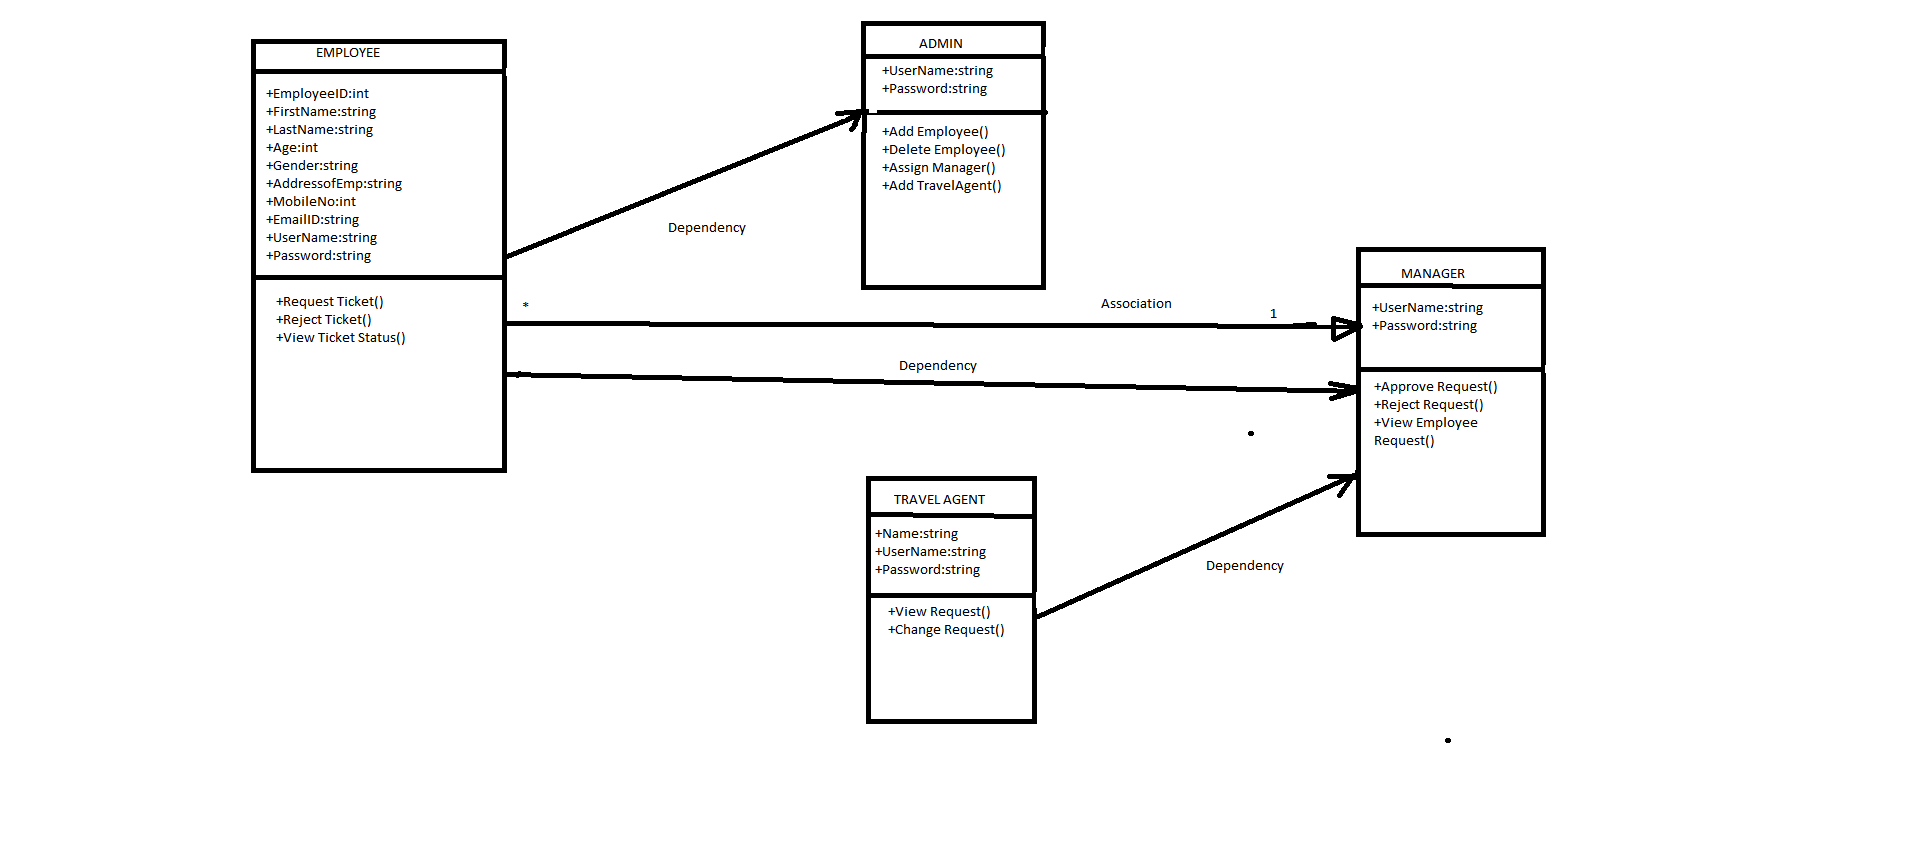 EMPLOYEE
+EmployeeID:int
+FirstName:string
+LastName:string
+Age:int
+Gender:string
+AddressofEmp:string
+MobileNo:int
+EmailID:string
+UserName:string
+Password:string
+Request Ticket()
+Reject Ticket()
+View Ticket Status()
ADMIN
+UserName:string
+Password:string
+Add Employee()
+Delete Employee()
+Assign Manager()
+Add TravelAgent()
Dependency
*
Association
1
Dependency
MANAGER
+UserName:string
+Password:string
+Approve Request()
+Reject Request()
+View Employee
Request()
TRAVEL AGENT
+Name:string
+UserName:string
+Password:string
+View Request()
+Change Request()
Dependency